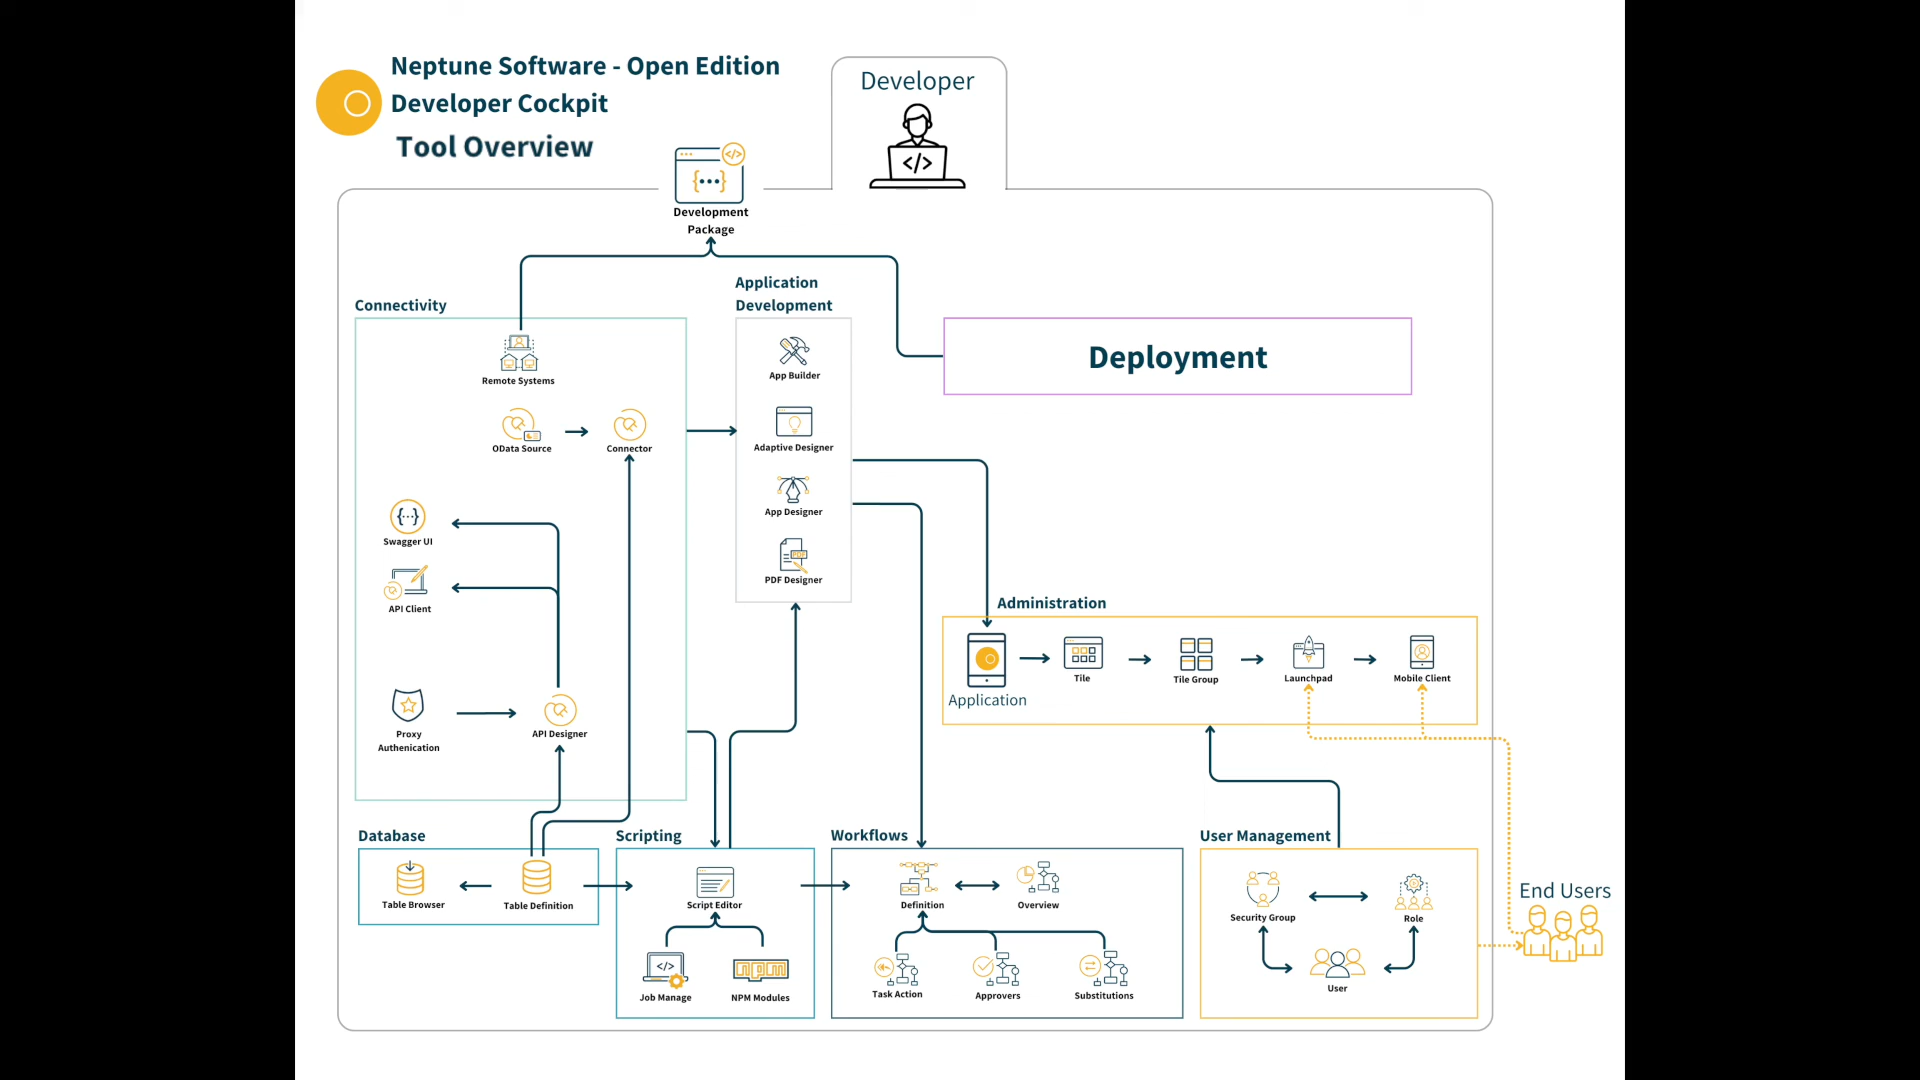 Neptune Software - Open Edition
Developer Cockpit
Tool Overview
Developer
</>
</>
{...}
Development
Package
Connectivity
Application
Development
Remote Systems
OData Source
Connector
App Builder
Adaptive Designer
App Designer
PDF
PDF Designer
Deployment
{...}
Swagger UI
API Client
Proxy
Authenication
API Designer
Administration
Application
Tile
Tile Group
Launchpad
Mobile Client
Database
Table Browser
Table Definition
Scripting
Script Editor
</>
Job Manage
npm
NPM Modules
Workflows
Definition
Overview
Task Action
Approvers
Substitutions
User Management
Security Group
Role
User
End Users